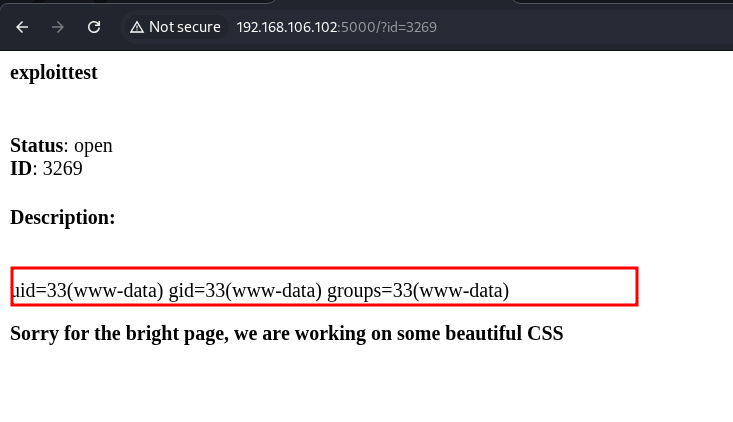 Not secure 192.168.106.102:5000/?id=3269
exploittest
Status: open
ID: 3269
Description:
uid=33(www-data) gid=33(www-data) groups=33(www-data)
Sorry for the bright page, we are working on some beautiful CSS